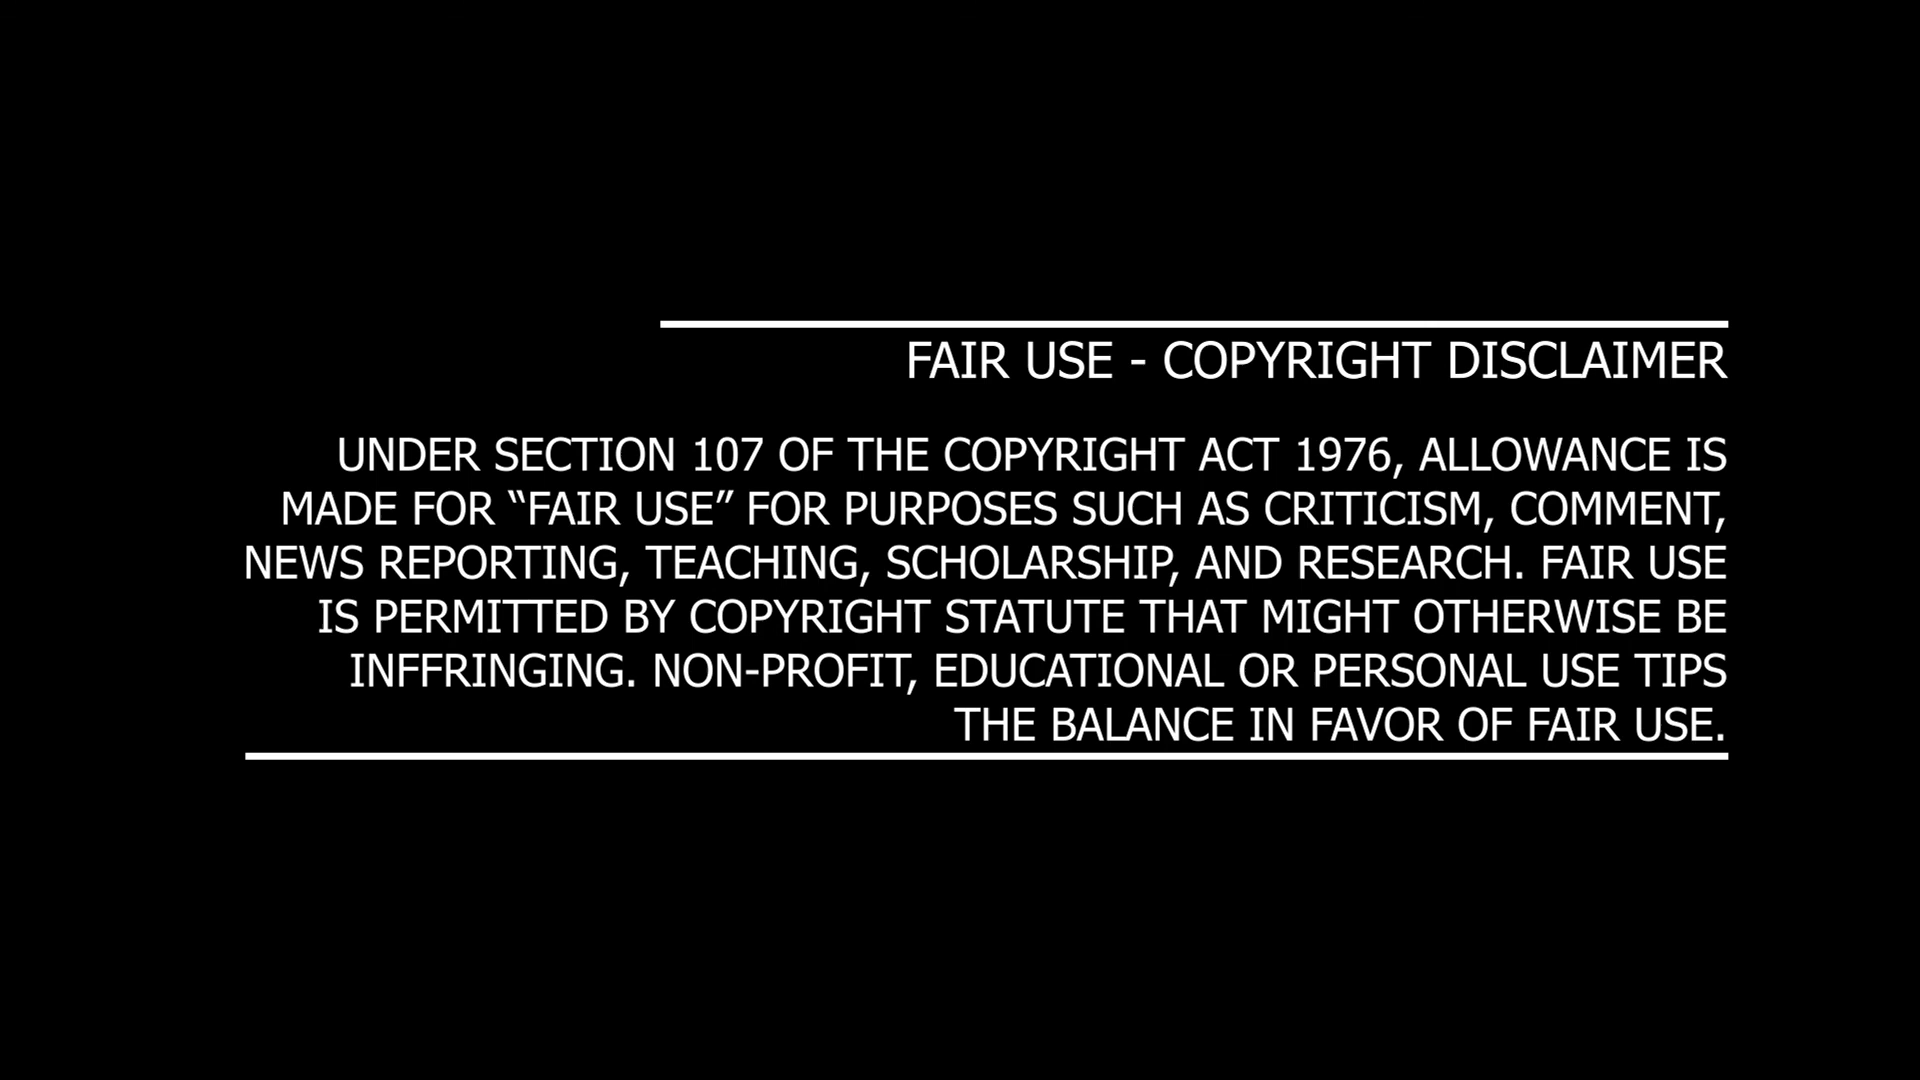 FAIR USE - COPYRIGHT DISCLAIMER
UNDER SECTION 107 OF THE COPYRIGHT ACT 1976, ALLOWANCE IS
MADE FOR “FAIR USE” FOR PURPOSES SUCH AS CRITICISM, COMMENT,
NEWS REPORTING, TEACHING, SCHOLARSHIP, AND RESEARCH. FAIR USE
IS PERMITTED BY COPYRIGHT STATUTE THAT MIGHT OTHERWISE BE
INFFRINGING. NON-PROFIT, EDUCATIONAL OR PERSONAL USE TIPS
THE BALANCE IN FAVOR OF FAIR USE.